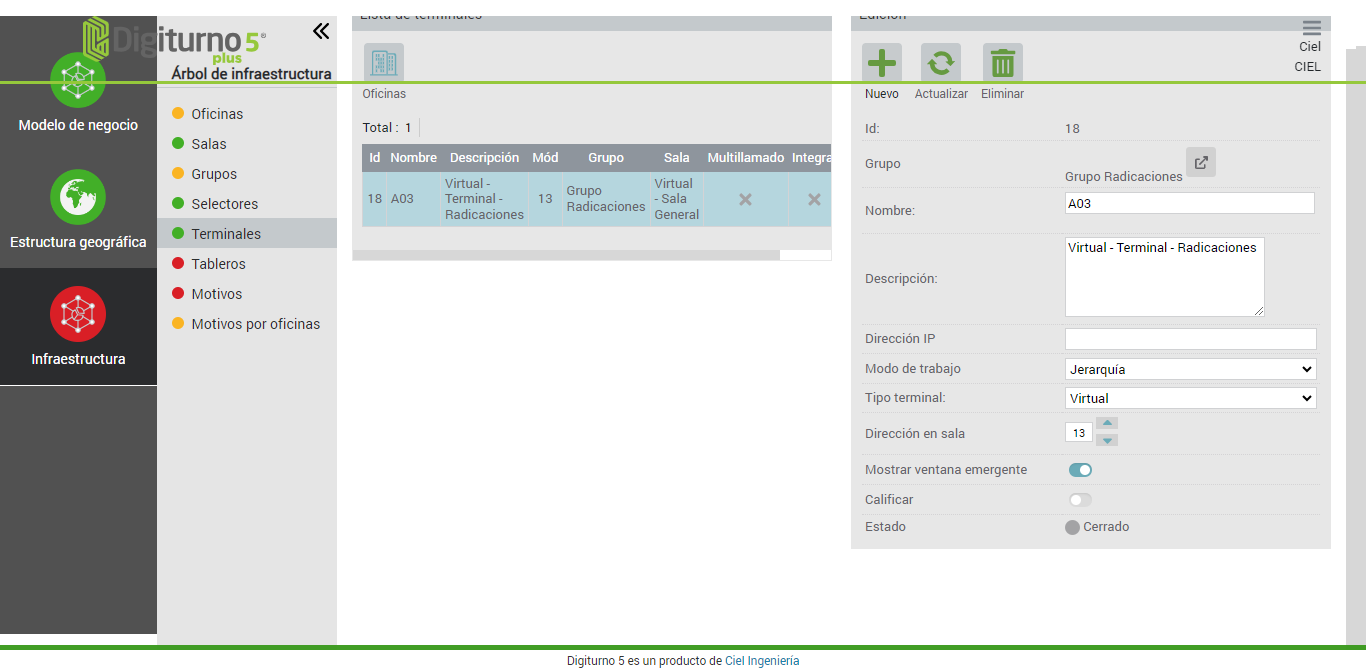 Digiturno 5®
plus
Árbol de infraestructura
Modelo de negocio
Estructura geográfica
Infraestructura
Oficinas
Salas
Grupos
Selectores
Terminales
Tableros
Motivos
Motivos por oficinas
Lista de terminales
Oficinas
Total : 1
Id Nombre Descripción Mód Grupo Sala Multillamado Integra
18 A03 Virtual - Terminal - Radicaciones 13 Grupo Radicaciones Virtual - Sala General
Edición
Ciel
CIEL
Nuevo Actualizar Eliminar
Id: 18
Grupo Grupo Radicaciones
Nombre: A03
Descripción: Virtual - Terminal - Radicaciones
Dirección IP
Modo de trabajo Jerarquía
Tipo terminal: Virtual
Dirección en sala 13
Mostrar ventana emergente
Calificar
Estado Cerrado
Digiturno 5 es un producto de Ciel Ingeniería